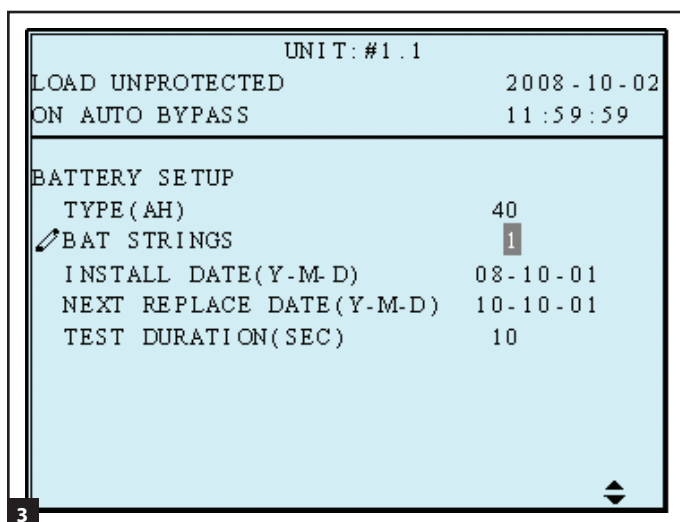 UNIT:#1.1
LOAD UNPROTECTED 2008-10-02
ON AUTO BYPASS 11:59:59
BATTERY SETUP
TYPE(AH) 40
BAT STRINGS 1
INSTALL DATE(Y-M-D) 08-10-01
NEXT REPLACE DATE(Y-M-D) 10-10-01
TEST DURATION(SEC) 10
3